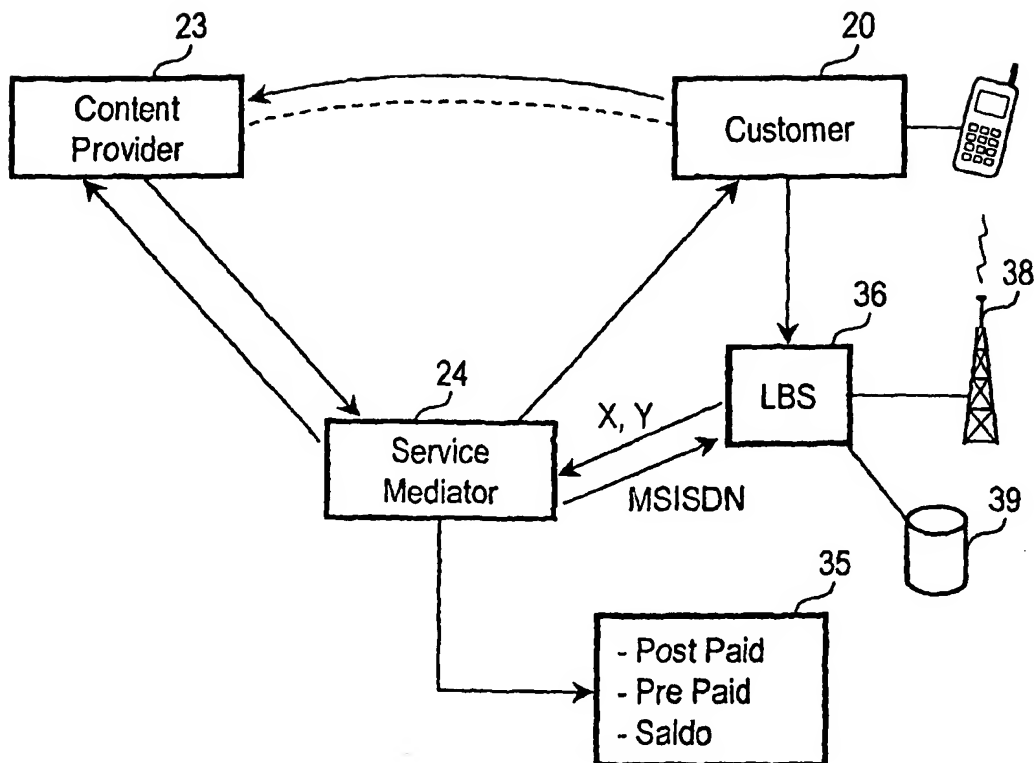 23
20
Content
Provider
Customer
38
36
24
LBS
X, Y
Service
Mediator
MSISDN
39
35
- Post Paid
- Pre Paid
- Saldo